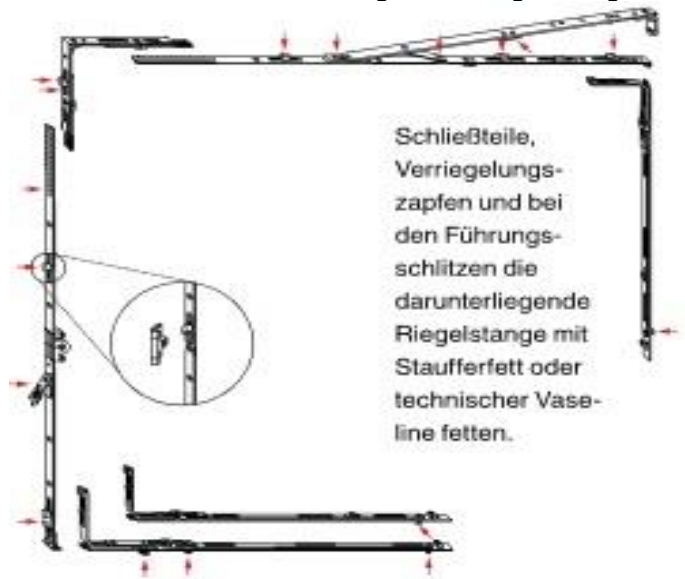 Schließteile,
Verriegelungs-
zapfen und bei
den Führungs-
schlitzen die
darunterliegende
Riegelstange mit
Staufferfett oder
technischer Vase-
line fetten.